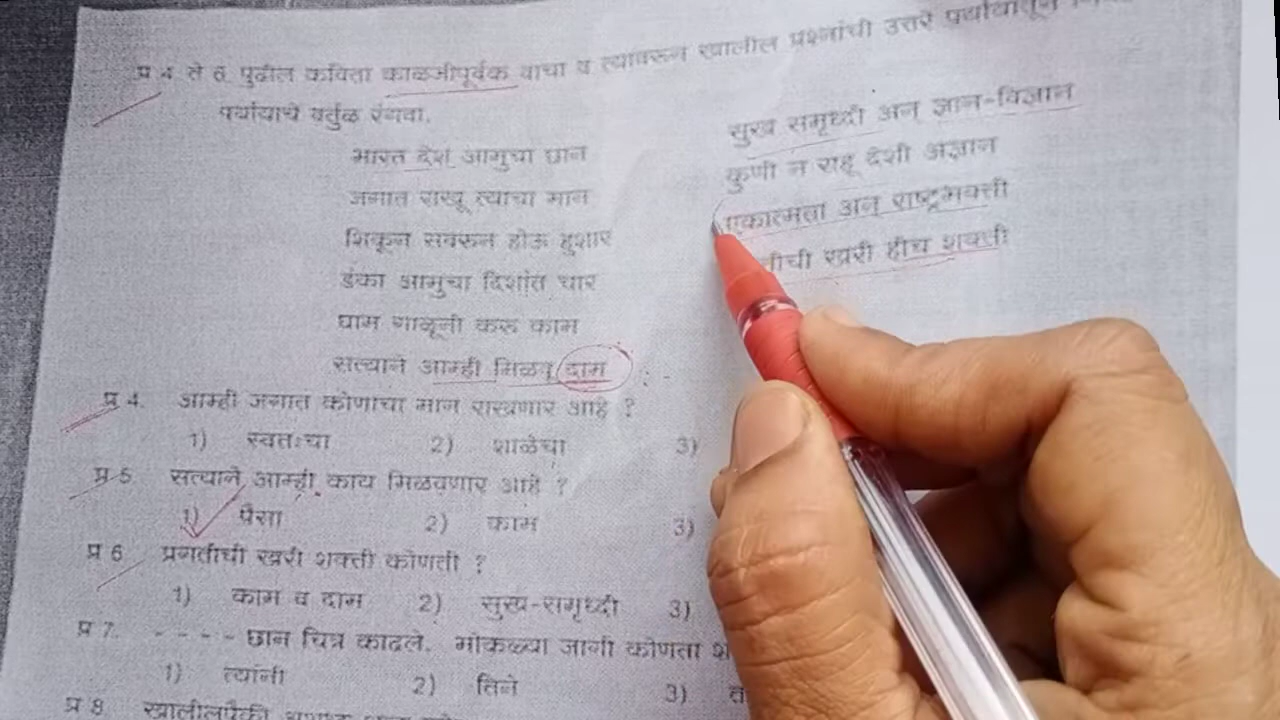 प्र 4 ते 6 पुढील कविता काळजीपूर्वक वाचा व त्यावरून खालील प्रश्नांची उत्तरे पर्यायातून
पर्यायाचे वर्तुळ रंगवा.
भारत देश आमुचा छान
जगात राखू त्याचा मान
शिकून सवरून होऊ हुशार
डंका आमुचा दिशांत चार
घाम गाळूनी करू काम
सत्याने आम्ही मिळवू दाम
सुख समृध्दी अन् ज्ञान-विज्ञान
कुणी न राहू देशी अज्ञान
एकात्मता अन् राष्ट्रभक्ती
तीची खरी हीच शक्ती
प्र 4. आम्ही जगात कोणाचा मान राखणार आहे ?
1) स्वतःचा 2) शाळेचा 3)
प्र 5 सत्याने आम्ही काय मिळवणार आहे ?
1) पैसा 2) काम 3)
प्र 6 प्रगतीची खरी शक्ती कोणती ?
1) काम व दाम 2) सुख-समृध्दी 3)
प्र 7. - - - - छान चित्र काढले. मोकळ्या जागी कोणता
1) त्यांनी 2) तिने 3)
प्र 8 खालीलपैकी